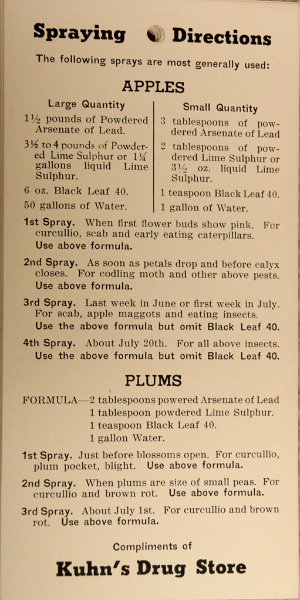 Spraying Directions
The following sprays are most generally used:
APPLES
Large Quantity
1½ pounds of Powdered
Arsenate of Lead.
3½ to 4 pounds of Powder-
ed Lime Sulphur or 1¼
gallons liquid Lime
Sulphur.
6 oz. Black Leaf 40.
50 gallons of Water.
Small Quantity
3 tablespoons of pow-
dered Arsenate of Lead
2 tablespoons of pow-
dered Lime Sulphur or
3½ oz. liquid Lime
Sulphur.
1 teaspoon Black Leaf 40.
1 gallon of Water.
1st Spray. When first flower buds show pink. For
curcullio, scab and early eating caterpillars.
Use above formula.
2nd Spray. As soon as petals drop and before calyx
closes. For codling moth and other above pests.
Use above formula.
3rd Spray. Last week in June or first week in July.
For scab, apple maggots and eating insects.
Use the above formula but omit Black Leaf 40.
4th Spray. About July 20th. For all above insects.
Use the above formula but omit Black Leaf 40.
PLUMS
FORMULA—2 tablespoons powered Arsenate of Lead
1 tablespoon powdered Lime Sulphur.
1 teaspoon Black Leaf 40.
1 gallon Water.
1st Spray. Just before blossoms open. For curculio,
plum pocket, blight. Use above formula.
2nd Spray. When plums are size of small peas. For
curculio and brown rot. Use above formula.
3rd Spray. About July 1st. For curculio and brown
rot. Use above formula.
Compliments of
Kuhn's Drug Store